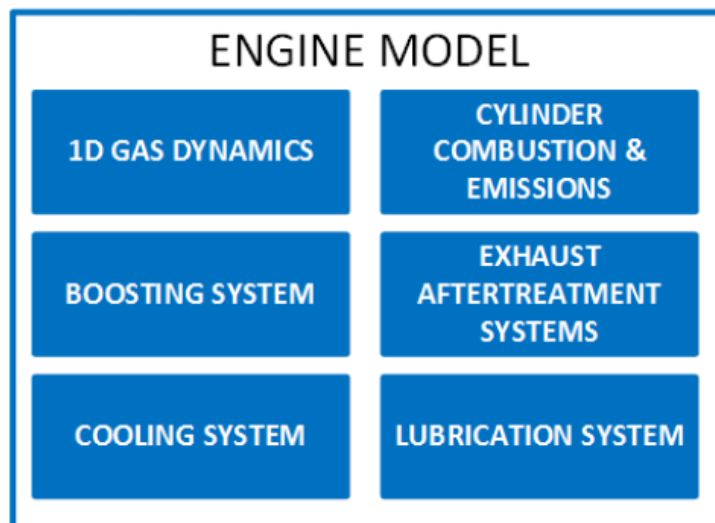 ENGINE MODEL
1D GAS DYNAMICS
CYLINDER
COMBUSTION &
EMISSIONS
BOOSTING SYSTEM
EXHAUST
AFTERTREATMENT
SYSTEMS
COOLING SYSTEM
LUBRICATION SYSTEM